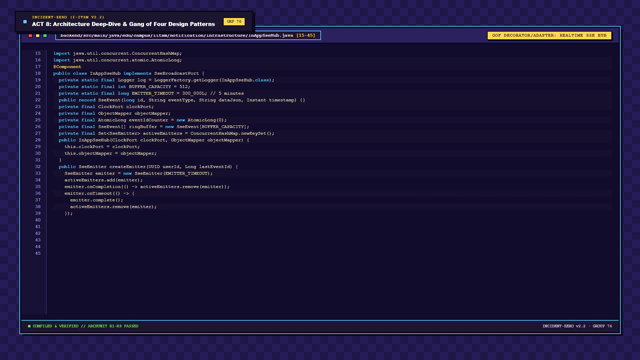 INCIDENT-ZERO (I-ITEM V2.2)
ACT 8: Architecture Deep-Dive & Gang of Four Design Patterns
GRP 76
backend/src/main/java/edu/campus/iitem/notification/infrastructure/InAppSseHub.java [15-45]
GOF DECORATOR/ADAPTER: REALTIME SSE HUB
15 import java.util.concurrent.ConcurrentHashMap;
16 import java.util.concurrent.atomic.AtomicLong;
17 @Component
18 public class InAppSseHub implements SseBroadcastPort {
19 private static final Logger log = LoggerFactory.getLogger(InAppSseHub.class);
20 private static final int BUFFER_CAPACITY = 512;
21 private static final long EMITTER_TIMEOUT = 300_000L; // 5 minutes
22 public record SseEvent(long id, String eventType, String dataJson, Instant timestamp) {}
23 private final ClockPort clockPort;
24 private final ObjectMapper objectMapper;
25 private final AtomicLong eventIdCounter = new AtomicLong(0);
26 private final SseEvent[] ringBuffer = new SseEvent[BUFFER_CAPACITY];
27 private final Set<SseEmitter> activeEmitters = ConcurrentHashMap.newKeySet();
28 public InAppSseHub(ClockPort clockPort, ObjectMapper objectMapper) {
29 this.clockPort = clockPort;
30 this.objectMapper = objectMapper;
31 }
32 public SseEmitter createEmitter(UUID userId, Long lastEventId) {
33 SseEmitter emitter = new SseEmitter(EMITTER_TIMEOUT);
34 activeEmitters.add(emitter);
35 emitter.onCompletion(() -> activeEmitters.remove(emitter));
36 emitter.onTimeout(() -> {
37 emitter.complete();
38 activeEmitters.remove(emitter);
39 });
40
41
42
43
44
45
COMPILED & VERIFIED // ARCHUNIT R1-R9 PASSED
INCIDENT-ZERO v2.2 · GROUP 76